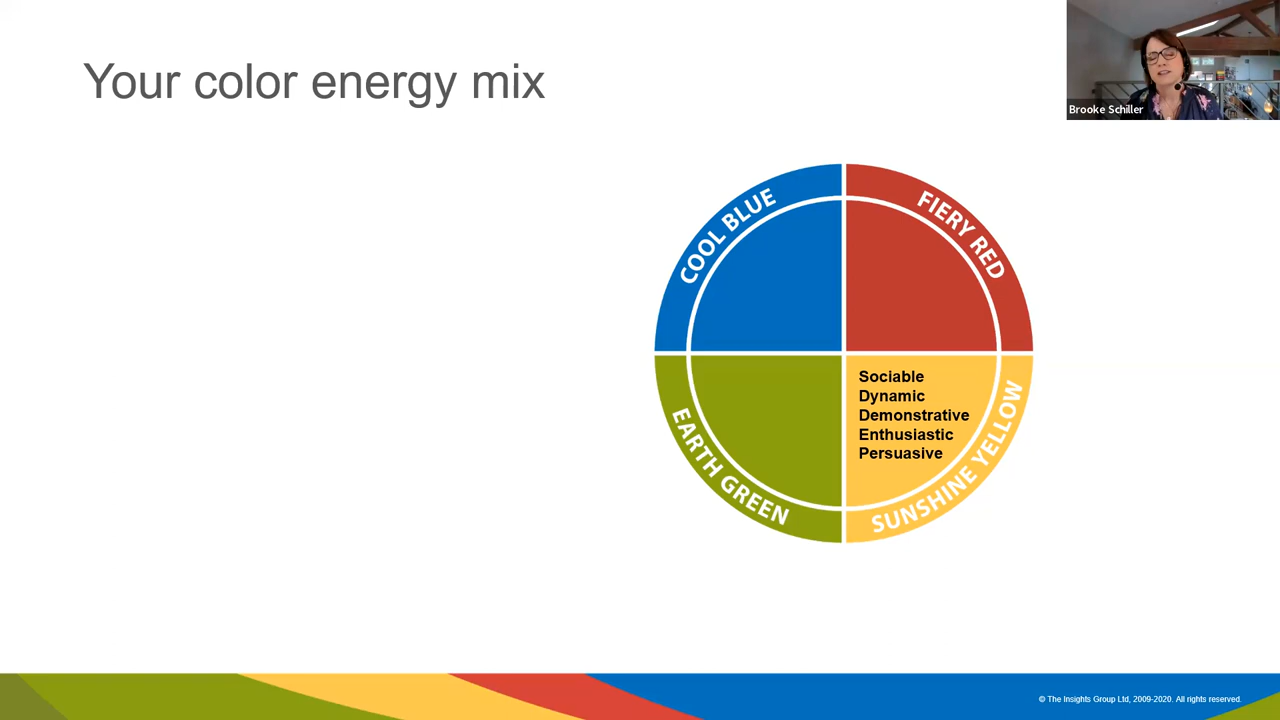 Your color energy mix
Brooke Schiller
COOL BLUE
FIERY RED
Sociable
Dynamic
Demonstrative
Enthusiastic
Persuasive
EARTH GREEN
SUNSHINE YELLOW
© The Insights Group Ltd, 2009-2020. All rights reserved.